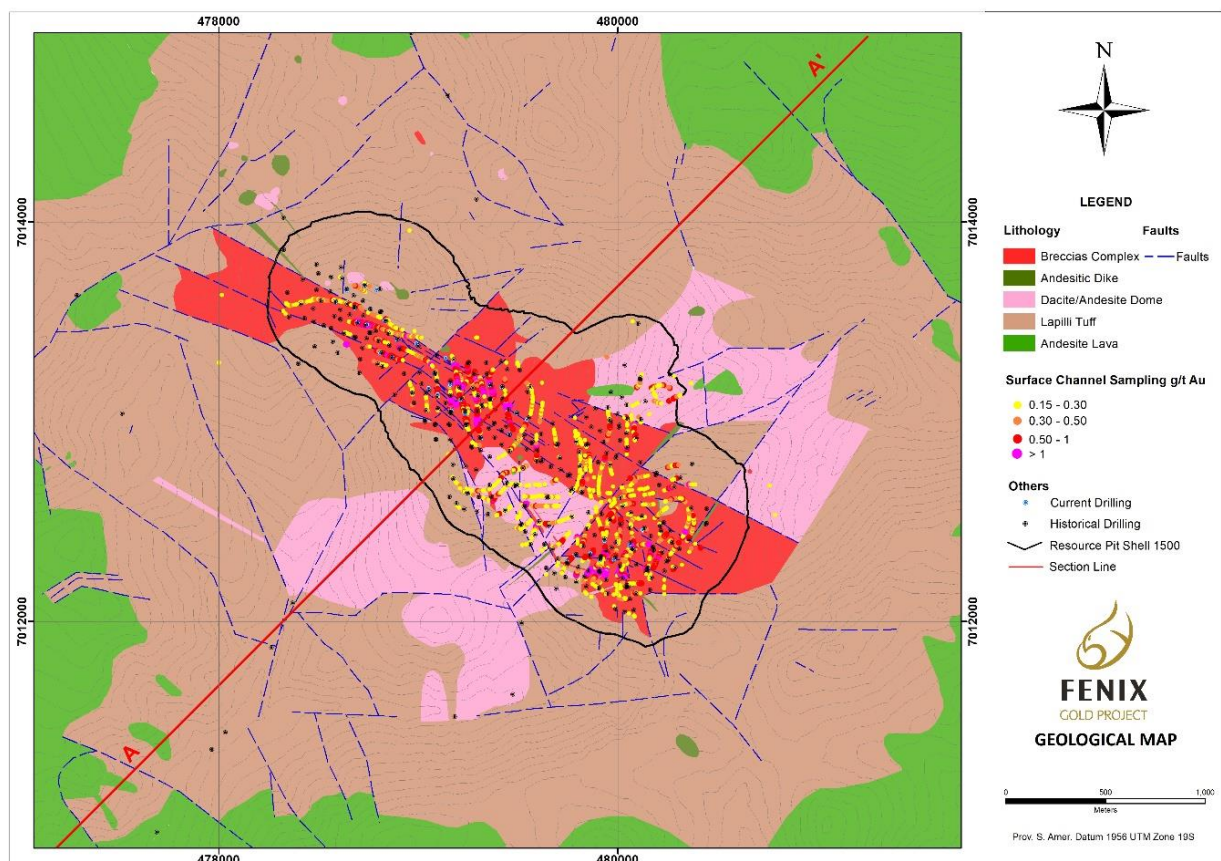 478000
480000
A'
7014000
7014000
7012000
7012000
A
478000
480000
N
LEGEND
Lithology
Faults
Breccias Complex
Faults
Andesitic Dike
Dacite/Andesite Dome
Lapilli Tuff
Andesite Lava
Surface Channel Sampling g/t Au
0.15 - 0.30
0.30 - 0.50
0.50 - 1
> 1
Others
Current Drilling
Historical Drilling
Resource Pit Shell 1500
Section Line
FENIX
GOLD PROJECT
GEOLOGICAL MAP
0 500 1,000
Meters
Prov. S. Amer. Datum 1956 UTM Zone 19S